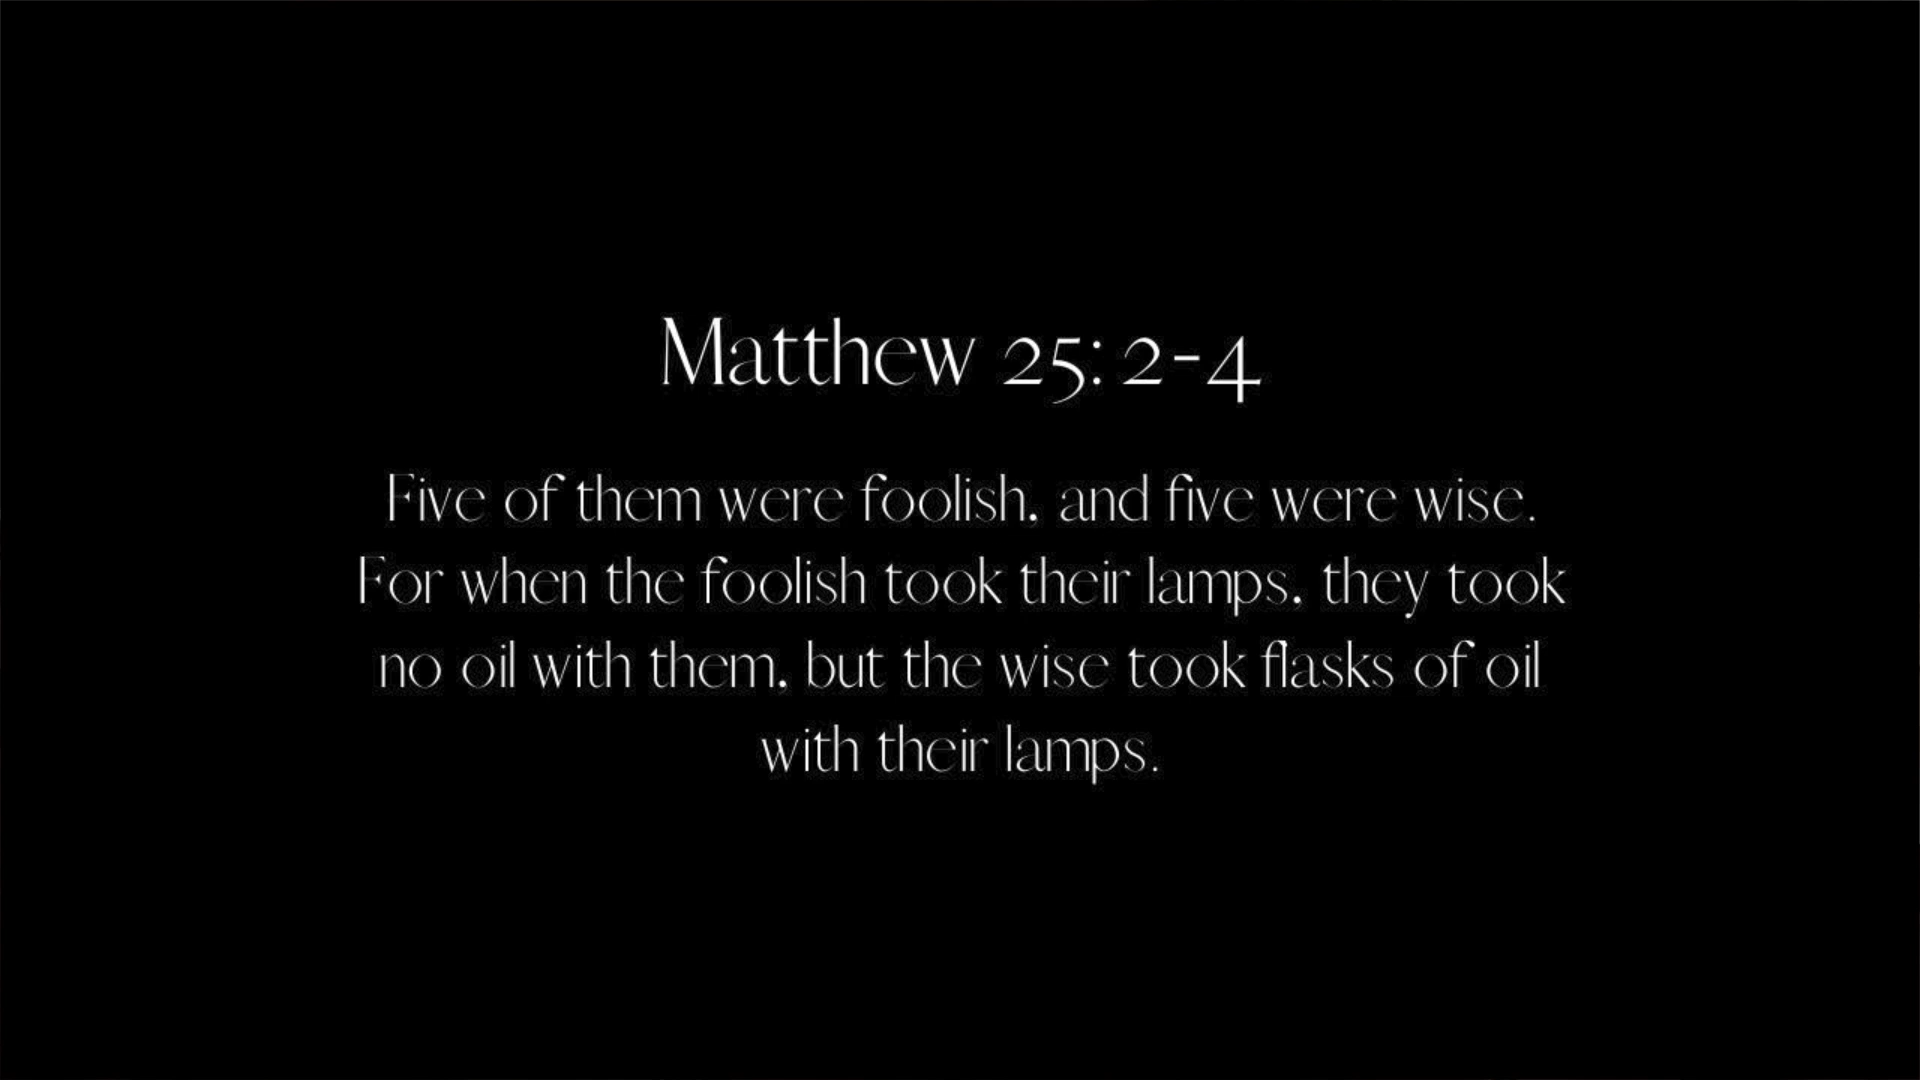 Matthew 25: 2-4
Five of them were foolish, and five were wise.
For when the foolish took their lamps, they took
no oil with them, but the wise took flasks of oil
with their lamps.